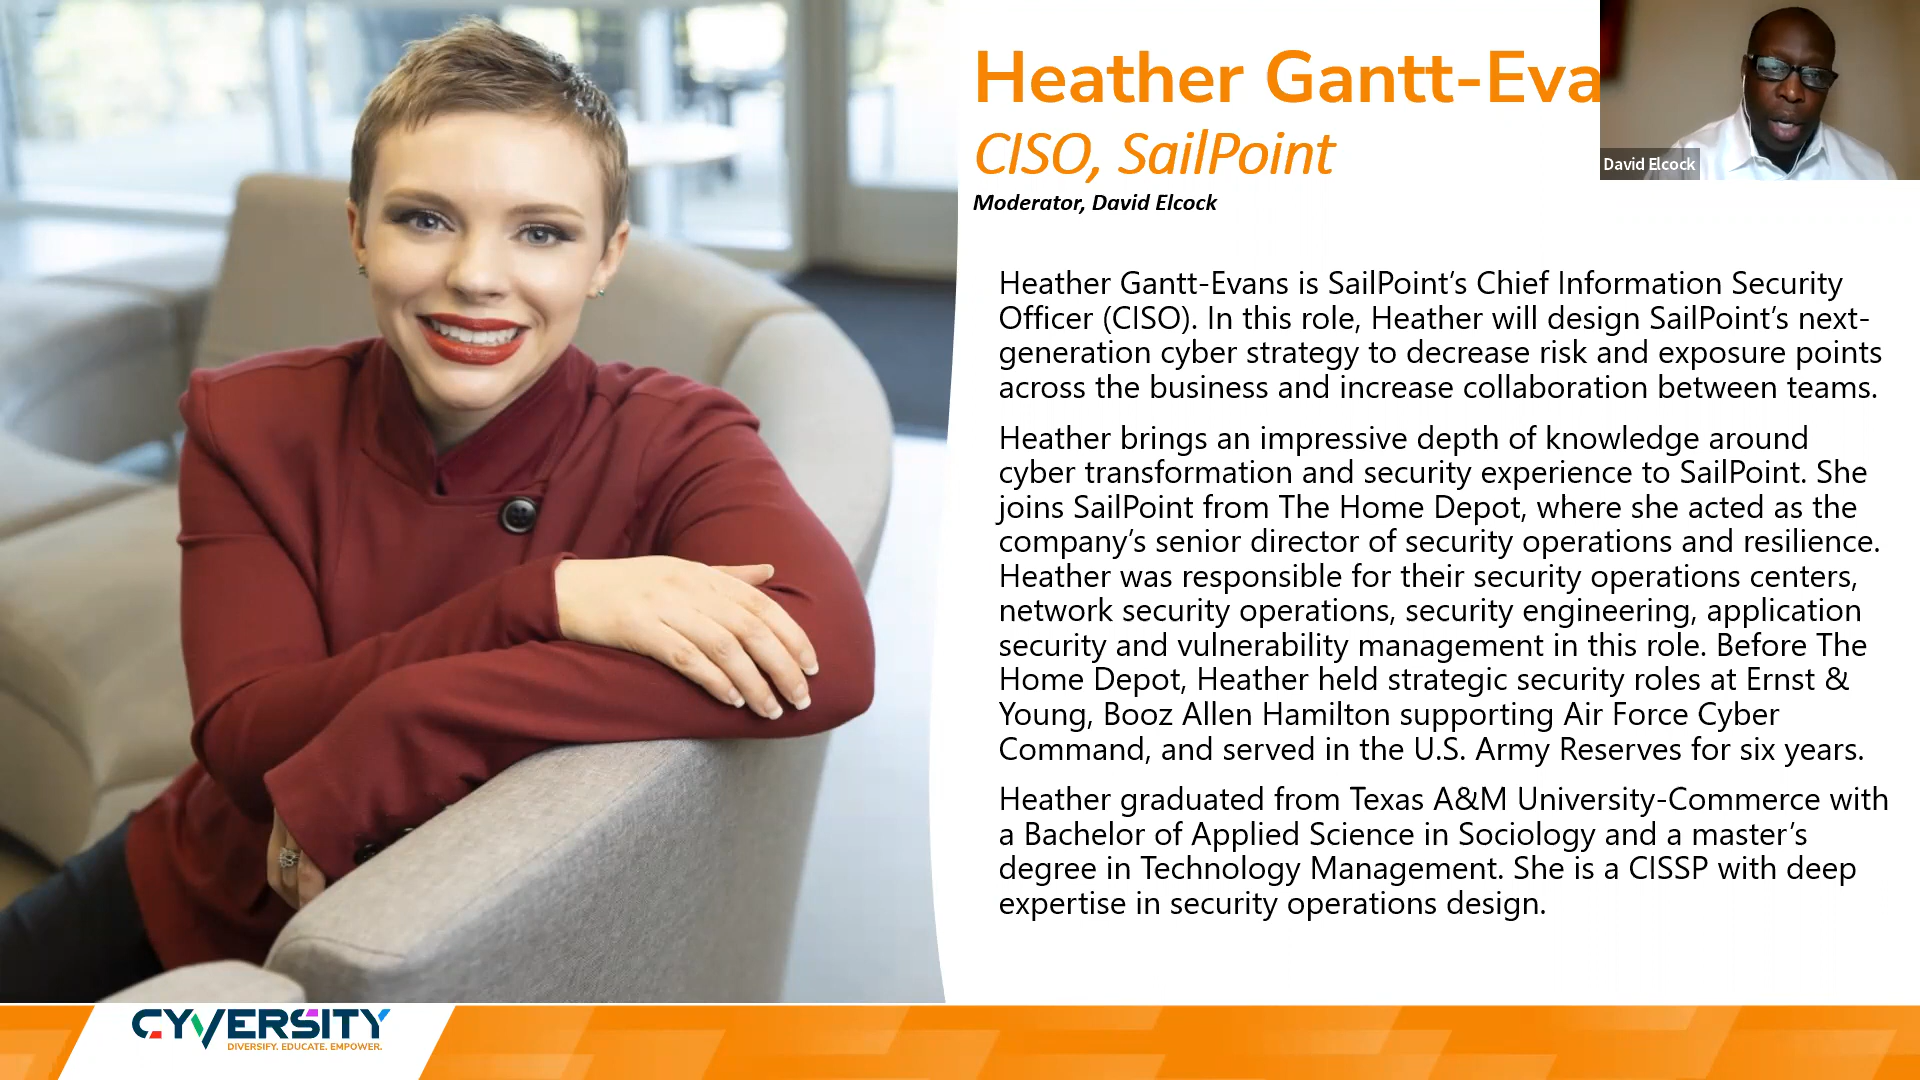 Heather Gantt-Eva
CISO, SailPoint
Moderator, David Elcock
David Elcock
Heather Gantt-Evans is SailPoint’s Chief Information Security
Officer (CISO). In this role, Heather will design SailPoint’s next-
generation cyber strategy to decrease risk and exposure points
across the business and increase collaboration between teams.
Heather brings an impressive depth of knowledge around
cyber transformation and security experience to SailPoint. She
joins SailPoint from The Home Depot, where she acted as the
company’s senior director of security operations and resilience.
Heather was responsible for their security operations centers,
network security operations, security engineering, application
security and vulnerability management in this role. Before The
Home Depot, Heather held strategic security roles at Ernst &
Young, Booz Allen Hamilton supporting Air Force Cyber
Command, and served in the U.S. Army Reserves for six years.
Heather graduated from Texas A&M University-Commerce with
a Bachelor of Applied Science in Sociology and a master’s
degree in Technology Management. She is a CISSP with deep
expertise in security operations design.
CYVERSITY
DIVERSIFY. EDUCATE. EMPOWER.